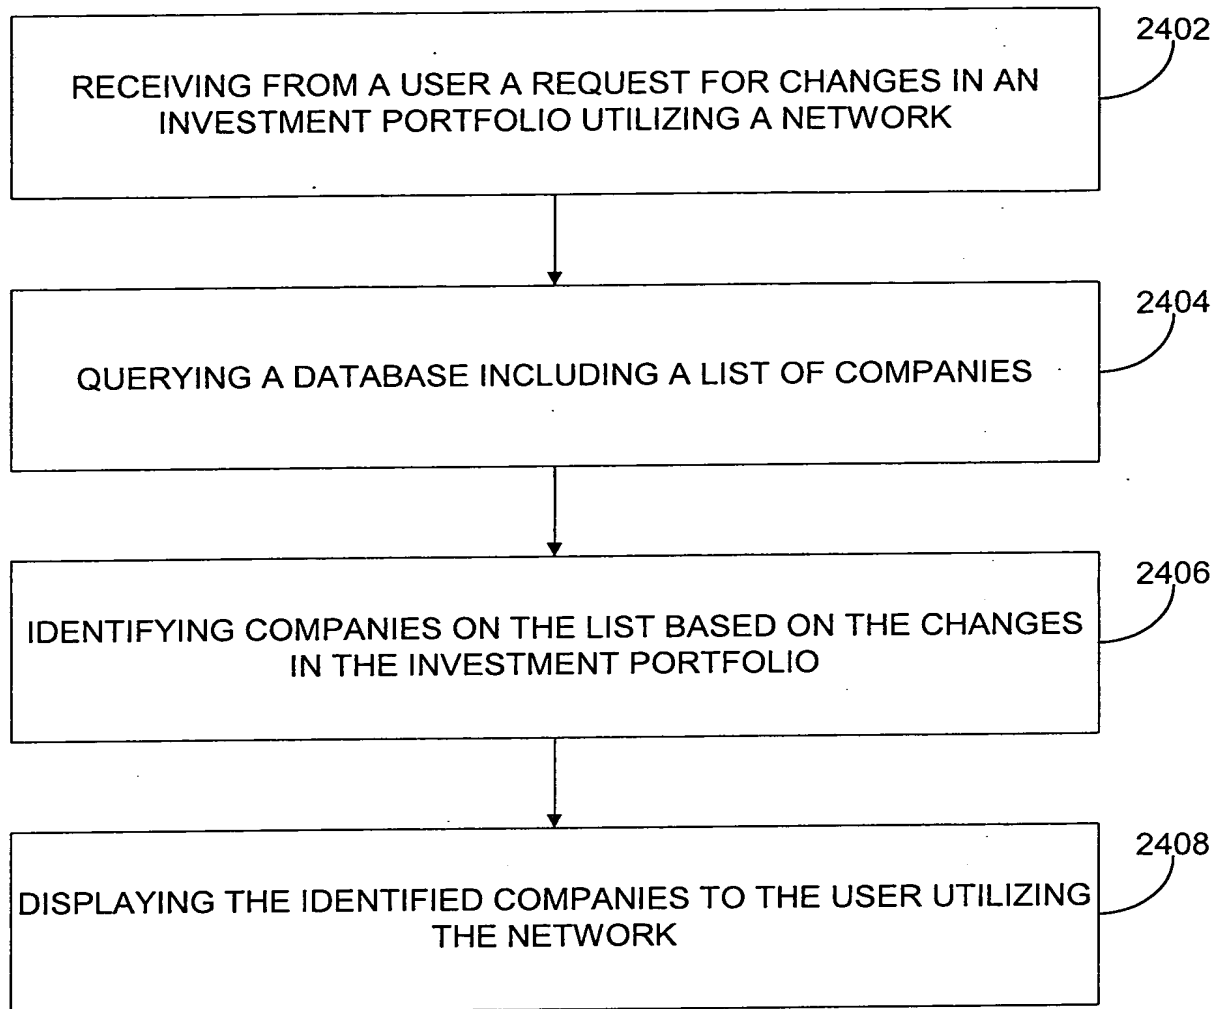 2402
RECEIVING FROM A USER A REQUEST FOR CHANGES IN AN
INVESTMENT PORTFOLIO UTILIZING A NETWORK
2404
QUERYING A DATABASE INCLUDING A LIST OF COMPANIES
2406
IDENTIFYING COMPANIES ON THE LIST BASED ON THE CHANGES
IN THE INVESTMENT PORTFOLIO
2408
DISPLAYING THE IDENTIFIED COMPANIES TO THE USER UTILIZING
THE NETWORK